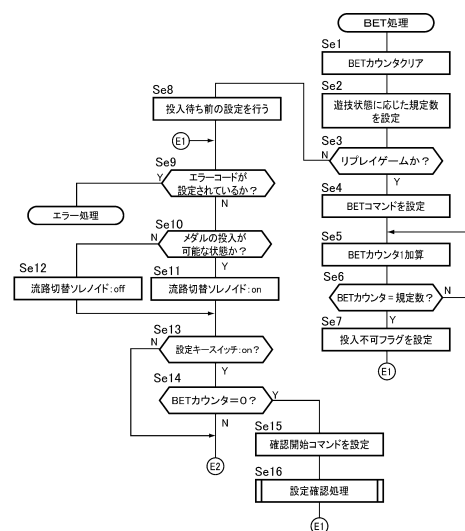 BET処理
Se1
BETカウンタクリア
Se2
遊技状態に応じた規定数
を設定
Se3
リプレイゲームか?
N
Y
Se4
BETコマンドを設定
Se5
BETカウンタ1加算
Se6
BETカウンタ=規定数?
N
Y
Se7
投入不可フラグを設定
E1
Se8
投入待ち前の設定を行う
E1
Se9
エラーコードが
設定されているか?
Y
N
エラー処理
Se10
メダルの投入が
可能な状態か?
N
Y
Se12
流路切替ソレノイド:off
Se11
流路切替ソレノイド:on
Se13
設定キースイッチ:on?
N
Y
Se14
BETカウンタ=0?
Y
N
E2
Se15
確認開始コマンドを設定
Se16
設定確認処理
E1